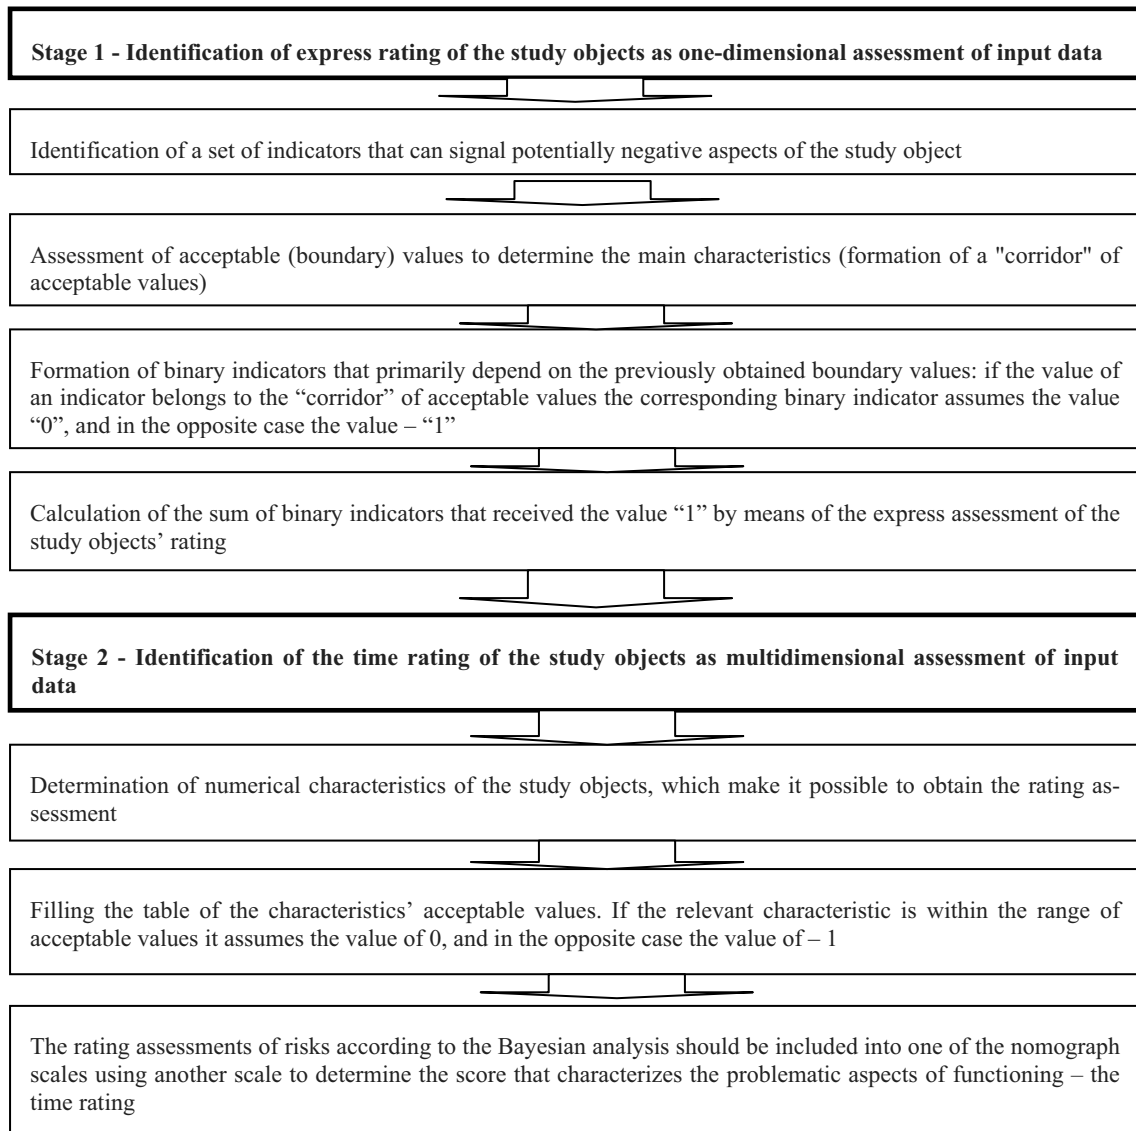 Stage 1 - Identification of express rating of the study objects as one-dimensional assessment of input data
Identification of a set of indicators that can signal potentially negative aspects of the study object
Assessment of acceptable (boundary) values to determine the main characteristics (formation of a "corridor" of
acceptable values)
Formation of binary indicators that primarily depend on the previously obtained boundary values: if the value of
an indicator belongs to the “corridor” of acceptable values the corresponding binary indicator assumes the value
“0”, and in the opposite case the value – “1”
Calculation of the sum of binary indicators that received the value “1” by means of the express assessment of the
study objects’ rating
Stage 2 - Identification of the time rating of the study objects as multidimensional assessment of input
data
Determination of numerical characteristics of the study objects, which make it possible to obtain the rating as-
sessment
Filling the table of the characteristics’ acceptable values. If the relevant characteristic is within the range of
acceptable values it assumes the value of 0, and in the opposite case the value of – 1
The rating assessments of risks according to the Bayesian analysis should be included into one of the nomograph
scales using another scale to determine the score that characterizes the problematic aspects of functioning – the
time rating